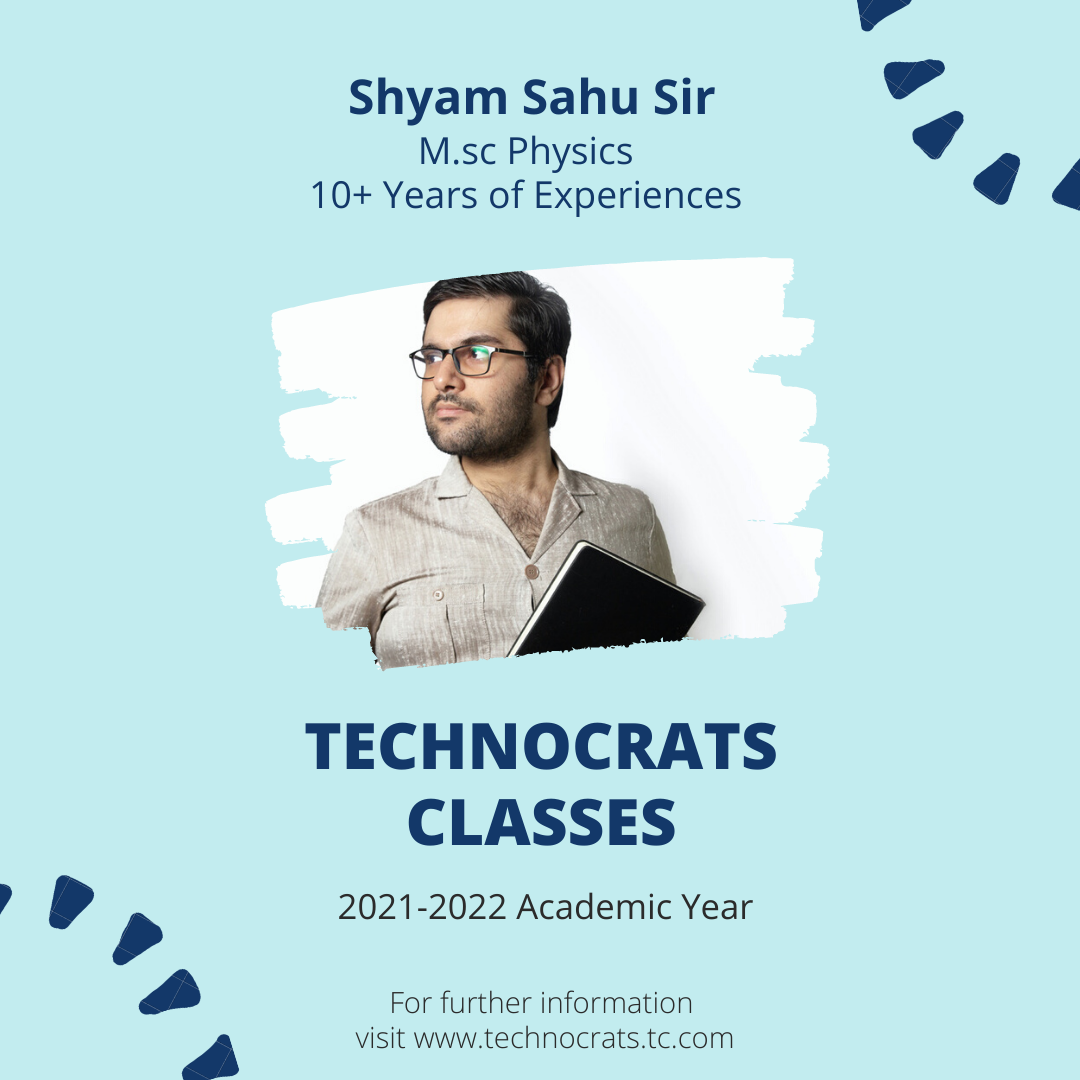 Shyam Sahu Sir
M.sc Physics
10+ Years of Experiences
TECHNOCRATS
CLASSES
2021-2022 Academic Year
For further information
visit www.technocrats.tc.com